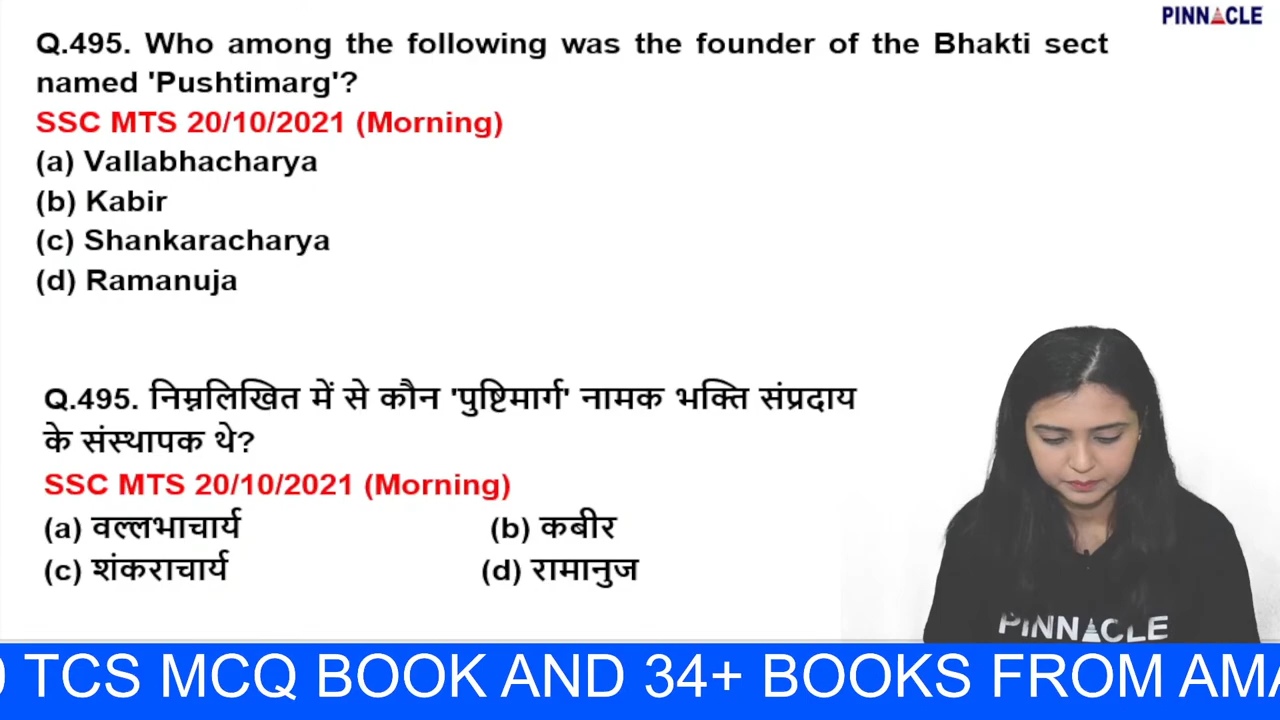 PINNACLE
Q.495. Who among the following was the founder of the Bhakti sect
named 'Pushtimarg'?
SSC MTS 20/10/2021 (Morning)
(a) Vallabhacharya
(b) Kabir
(c) Shankaracharya
(d) Ramanuja
Q.495. निम्नलिखित में से कौन 'पुष्टिमार्ग' नामक भक्ति संप्रदाय
के संस्थापक थे?
SSC MTS 20/10/2021 (Morning)
(a) वल्लभाचार्य (b) कबीर
(c) शंकराचार्य (d) रामानुज
PINNACLE
TCS MCQ BOOK AND 34+ BOOKS FROM AMA